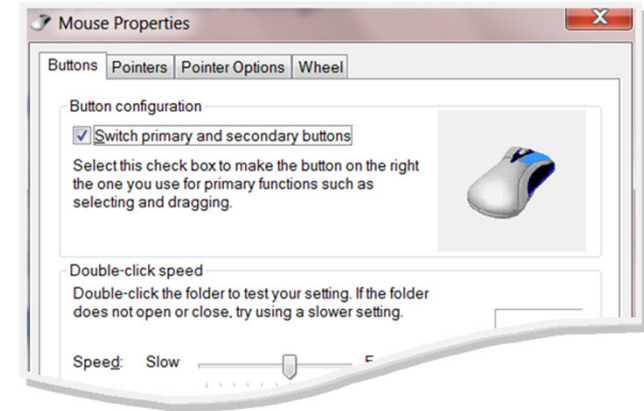 Mouse Properties
Buttons Pointers Pointer Options Wheel
Button configuration
Switch primary and secondary buttons
Select this check box to make the button on the right
the one you use for primary functions such as
selecting and dragging.
Double-click speed
Double-click the folder to test your setting. If the folder
does not open or close, try using a slower setting.
Speed: Slow